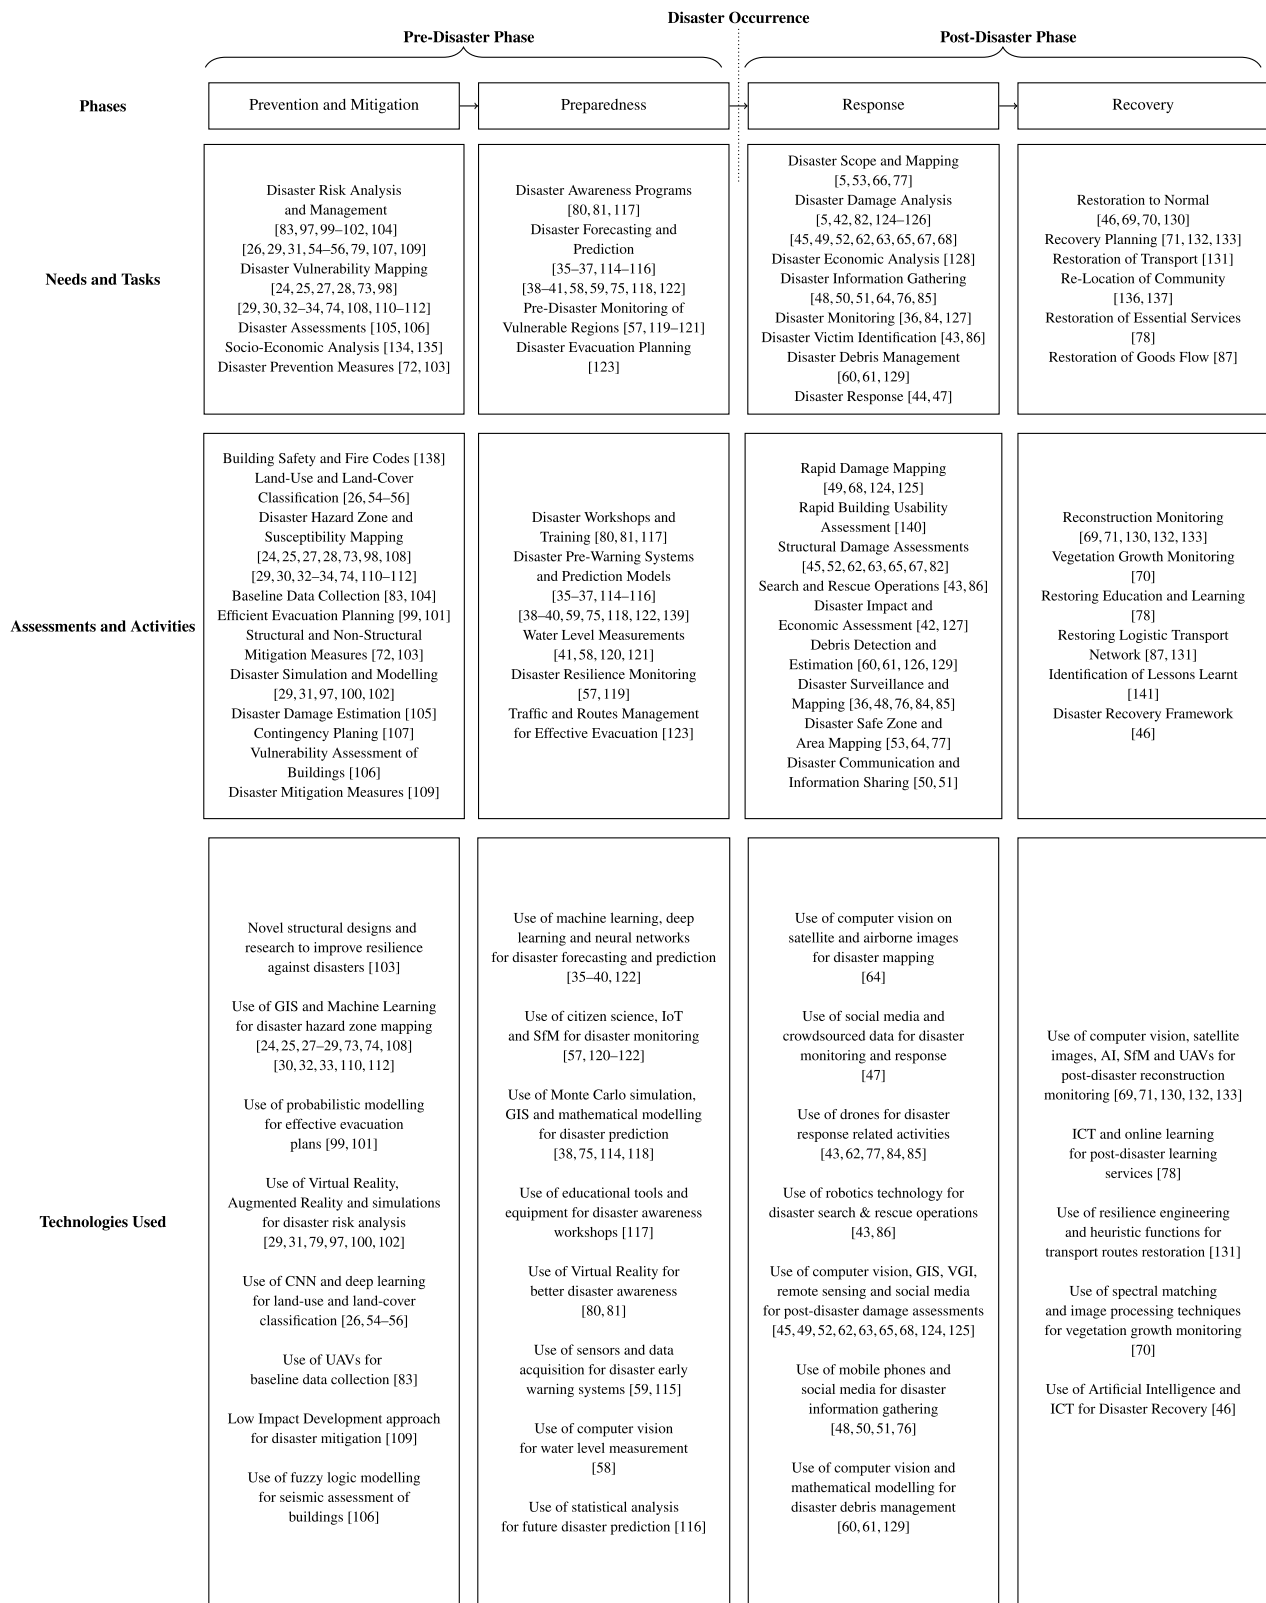 Disaster Occurrence
Pre-Disaster Phase
Post-Disaster Phase
Phases
Prevention and Mitigation
Preparedness
Response
Recovery
Needs and Tasks
Disaster Risk Analysis
and Management
[83, 97, 99–102, 104]
[26, 29, 31, 54–56, 79, 107, 109]
Disaster Vulnerability Mapping
[24, 25, 27, 28, 73, 98]
[29, 30, 32–34, 74, 108, 110–112]
Disaster Assessments [105, 106]
Socio-Economic Analysis [134, 135]
Disaster Prevention Measures [72, 103]
Disaster Awareness Programs
[80, 81, 117]
Disaster Forecasting and
Prediction
[35–37, 114–116]
[38–41, 58, 59, 75, 118, 122]
Pre-Disaster Monitoring of
Vulnerable Regions [57, 119–121]
Disaster Evacuation Planning
[123]
Disaster Scope and Mapping
[5, 53, 66, 77]
Disaster Damage Analysis
[5, 42, 82, 124–126]
[45, 49, 52, 62, 63, 65, 67, 68]
Disaster Economic Analysis [128]
Disaster Information Gathering
[48, 50, 51, 64, 76, 85]
Disaster Monitoring [36, 84, 127]
Disaster Victim Identification [43, 86]
Disaster Debris Management
[60, 61, 129]
Disaster Response [44, 47]
Restoration to Normal
[46, 69, 70, 130]
Recovery Planning [71, 132, 133]
Restoration of Transport [131]
Re-Location of Community
[136, 137]
Restoration of Essential Services
[78]
Restoration of Goods Flow [87]
Assessments and Activities
Building Safety and Fire Codes [138]
Land-Use and Land-Cover
Classification [26, 54–56]
Disaster Hazard Zone and
Susceptibility Mapping
[24, 25, 27, 28, 73, 98, 108]
[29, 30, 32–34, 74, 110–112]
Baseline Data Collection [83, 104]
Efficient Evacuation Planning [99, 101]
Structural and Non-Structural
Mitigation Measures [72, 103]
Disaster Simulation and Modelling
[29, 31, 97, 100, 102]
Disaster Damage Estimation [105]
Contingency Planing [107]
Vulnerability Assessment of
Buildings [106]
Disaster Mitigation Measures [109]
Disaster Workshops and
Training [80, 81, 117]
Disaster Pre-Warning Systems
and Prediction Models
[35–37, 114–116]
[38–40, 59, 75, 118, 122, 139]
Water Level Measurements
[41, 58, 120, 121]
Disaster Resilience Monitoring
[57, 119]
Traffic and Routes Management
for Effective Evacuation [123]
Rapid Damage Mapping
[49, 68, 124, 125]
Rapid Building Usability
Assessment [140]
Structural Damage Assessments
[45, 52, 62, 63, 65, 67, 82]
Search and Rescue Operations [43, 86]
Disaster Impact and
Economic Assessment [42, 127]
Debris Detection and
Estimation [60, 61, 126, 129]
Disaster Surveillance and
Mapping [36, 48, 76, 84, 85]
Disaster Safe Zone and
Area Mapping [53, 64, 77]
Disaster Communication and
Information Sharing [50, 51]
Reconstruction Monitoring
[69, 71, 130, 132, 133]
Vegetation Growth Monitoring
[70]
Restoring Education and Learning
[78]
Restoring Logistic Transport
Network [87, 131]
Identification of Lessons Learnt
[141]
Disaster Recovery Framework
[46]
Technologies Used
Novel structural designs and
research to improve resilience
against disasters [103]
Use of GIS and Machine Learning
for disaster hazard zone mapping
[24, 25, 27–29, 73, 74, 108]
[30, 32, 33, 110, 112]
Use of probabilistic modelling
for effective evacuation
plans [99, 101]
Use of Virtual Reality,
Augmented Reality and simulations
for disaster risk analysis
[29, 31, 79, 97, 100, 102]
Use of CNN and deep learning
for land-use and land-cover
classification [26, 54–56]
Use of UAVs for
baseline data collection [83]
Low Impact Development approach
for disaster mitigation [109]
Use of fuzzy logic modelling
for seismic assessment of
buildings [106]
Use of machine learning, deep
learning and neural networks
for disaster forecasting and prediction
[35–40, 122]
Use of citizen science, IoT
and SfM for disaster monitoring
[57, 120–122]
Use of Monte Carlo simulation,
GIS and mathematical modelling
for disaster prediction
[38, 75, 114, 118]
Use of educational tools and
equipment for disaster awareness
workshops [117]
Use of Virtual Reality for
better disaster awareness
[80, 81]
Use of sensors and data
acquisition for disaster early
warning systems [59, 115]
Use of computer vision
for water level measurement
[58]
Use of statistical analysis
for future disaster prediction [116]
Use of computer vision on
satellite and airborne images
for disaster mapping
[64]
Use of social media and
crowdsourced data for disaster
monitoring and response
[47]
Use of drones for disaster
response related activities
[43, 62, 77, 84, 85]
Use of robotics technology for
disaster search & rescue operations
[43, 86]
Use of computer vision, GIS, VGI,
remote sensing and social media
for post-disaster damage assessments
[45, 49, 52, 62, 63, 65, 68, 124, 125]
Use of mobile phones and
social media for disaster
information gathering
[48, 50, 51, 76]
Use of computer vision and
mathematical modelling for
disaster debris management
[60, 61, 129]
Use of computer vision, satellite
images, AI, SfM and UAVs for
post-disaster reconstruction
monitoring [69, 71, 130, 132, 133]
ICT and online learning
for post-disaster learning
services [78]
Use of resilience engineering
and heuristic functions for
transport routes restoration [131]
Use of spectral matching
and image processing techniques
for vegetation growth monitoring
[70]
Use of Artificial Intelligence and
ICT for Disaster Recovery [46]